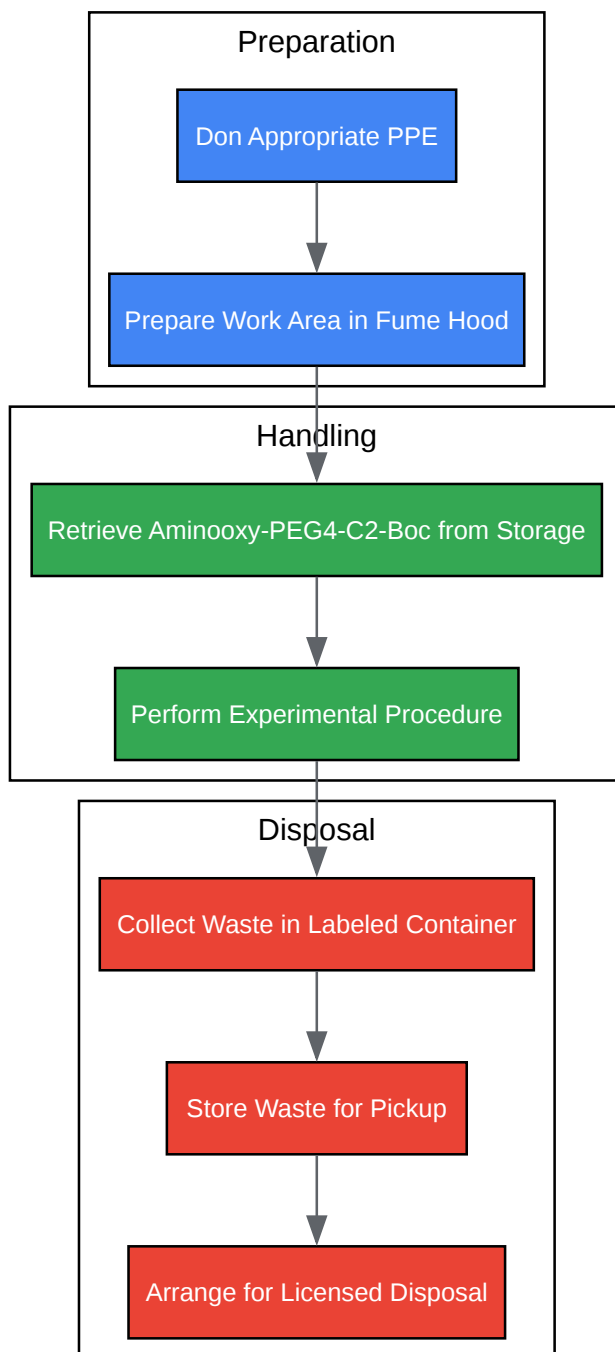 Preparation
Don Appropriate PPE
Prepare Work Area in Fume Hood
Handling
Retrieve Aminooxy-PEG4-C2-Boc from Storage
Perform Experimental Procedure
Disposal
Collect Waste in Labeled Container
Store Waste for Pickup
Arrange for Licensed Disposal